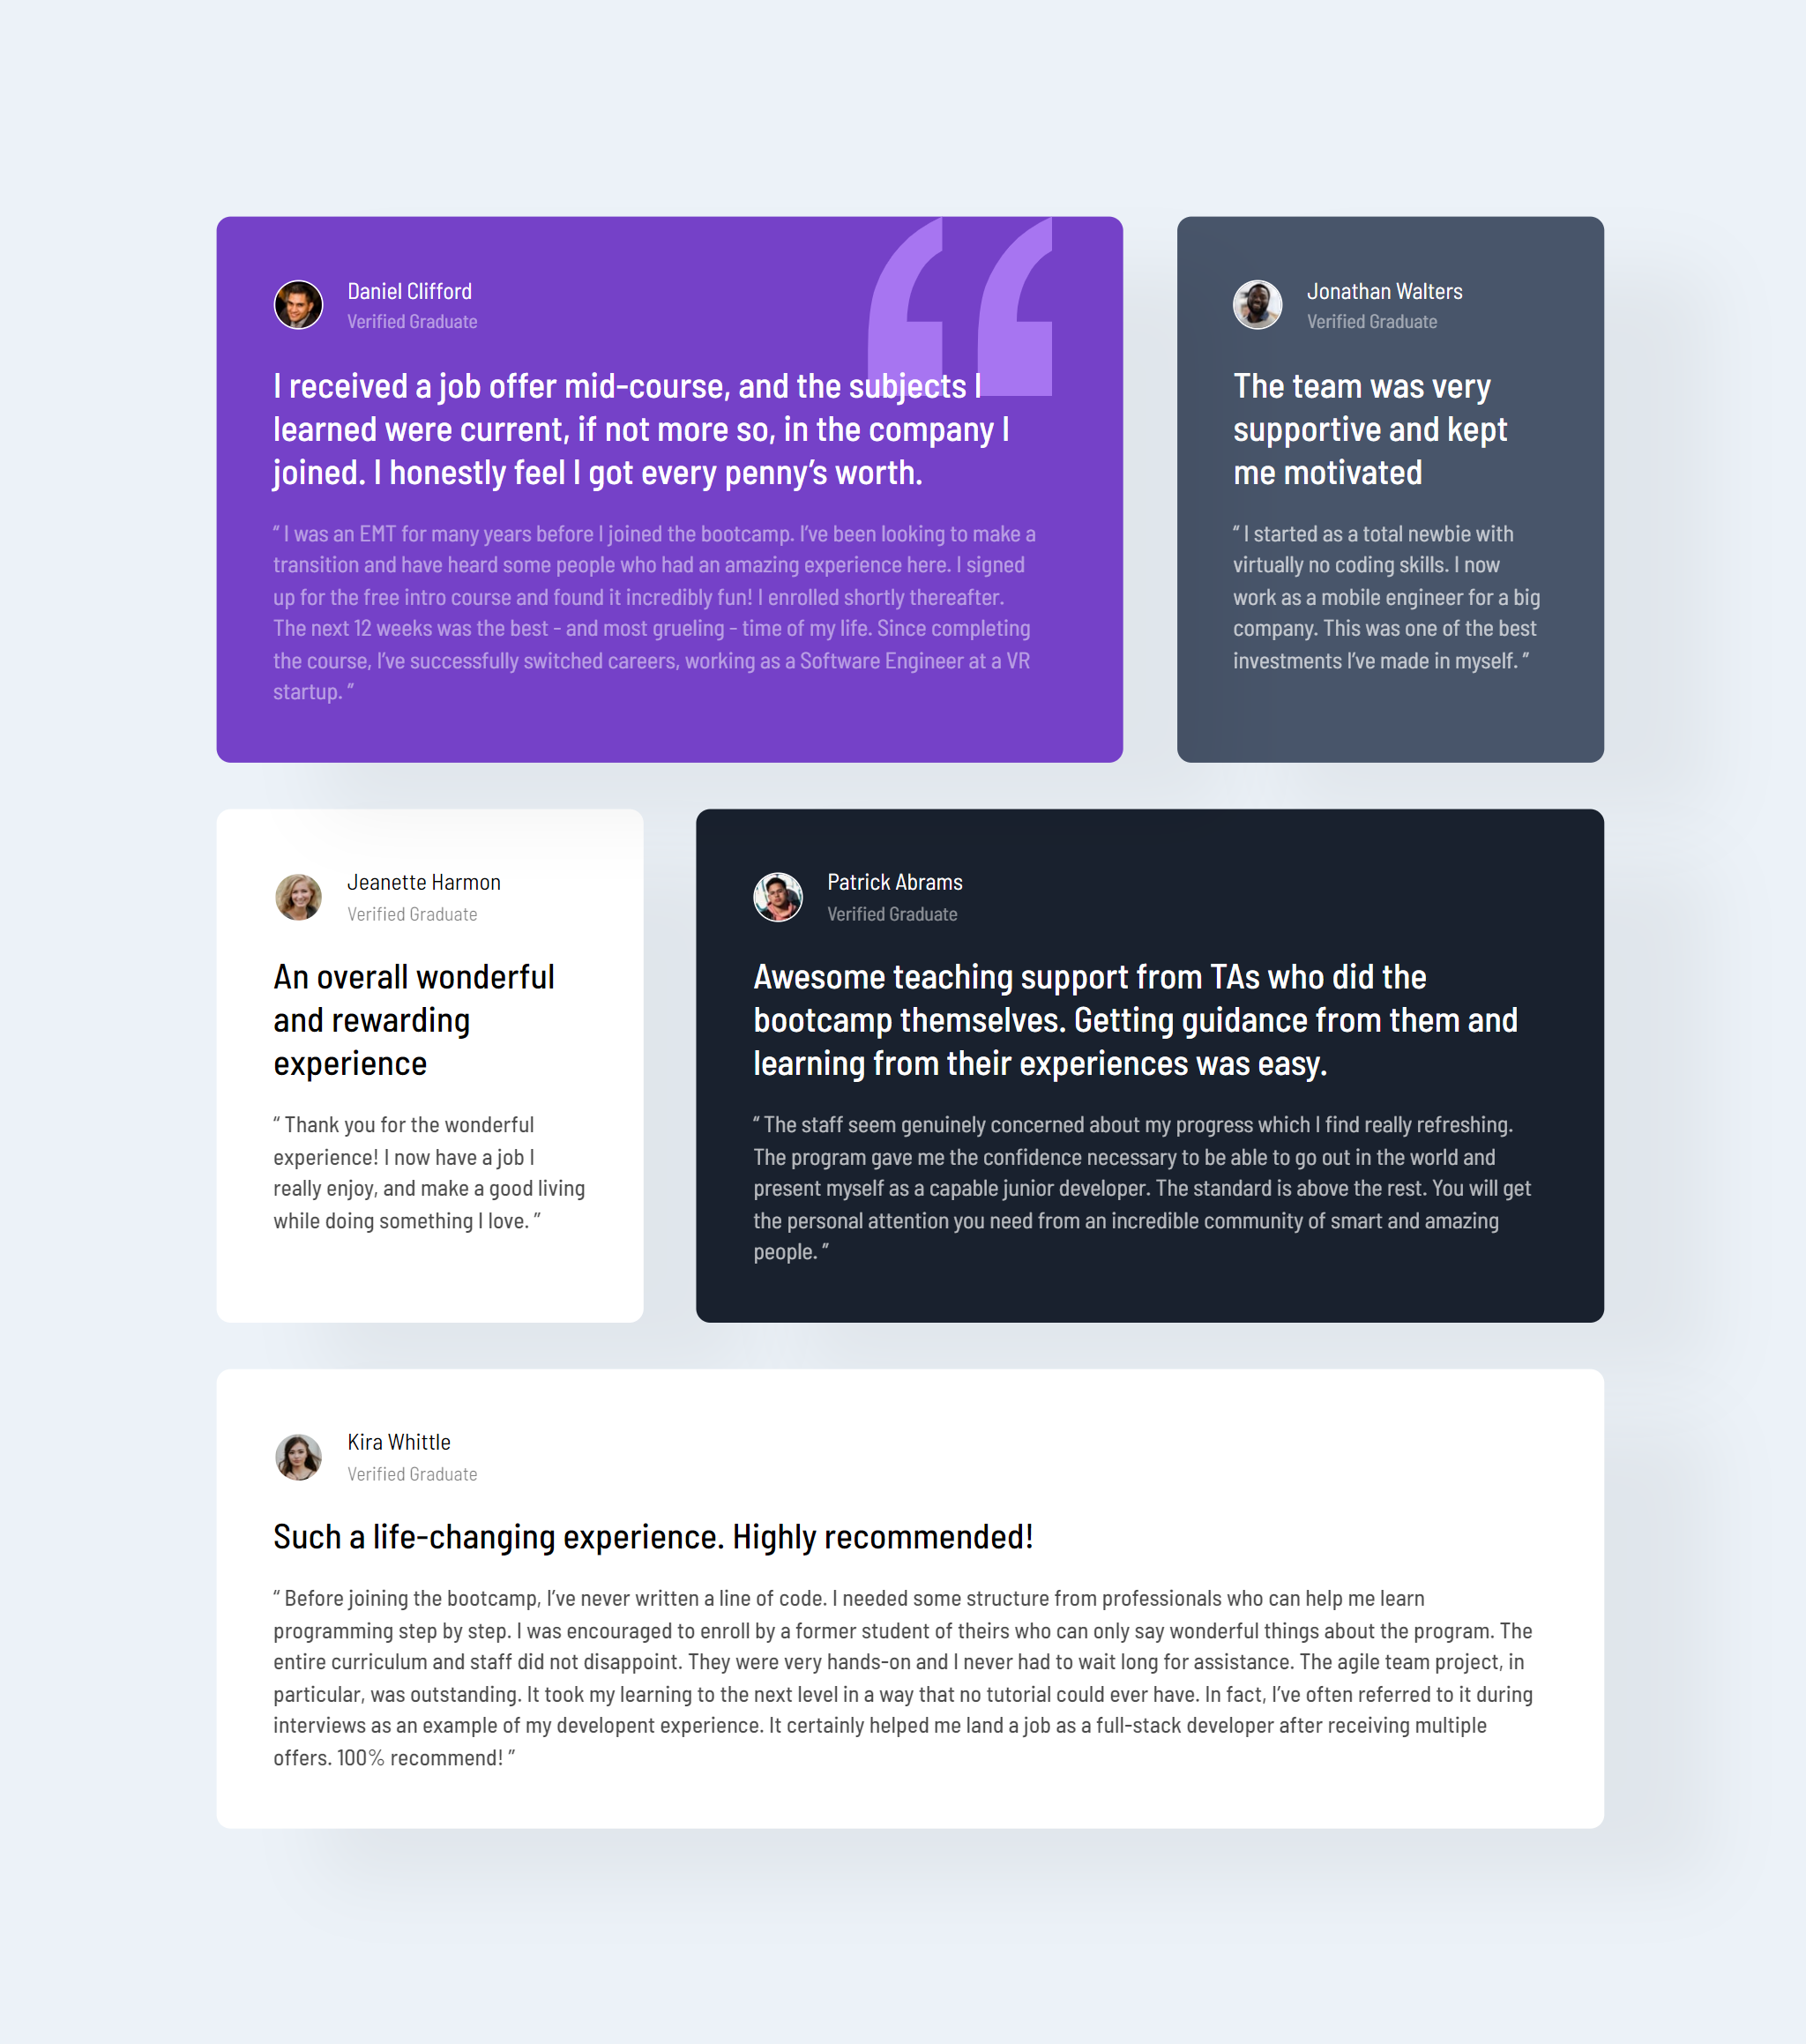 Daniel Clifford
Verified Graduate
I received a job offer mid-course, and the subjects I
learned were current, if not more so, in the company I
joined. I honestly feel I got every penny’s worth.
“ I was an EMT for many years before I joined the bootcamp. I’ve been looking to make a
transition and have heard some people who had an amazing experience here. I signed
up for the free intro course and found it incredibly fun! I enrolled shortly thereafter.
The next 12 weeks was the best - and most grueling - time of my life. Since completing
the course, I’ve successfully switched careers, working as a Software Engineer at a VR
startup. ”
Jonathan Walters
Verified Graduate
The team was very
supportive and kept
me motivated
“ I started as a total newbie with
virtually no coding skills. I now
work as a mobile engineer for a big
company. This was one of the best
investments I’ve made in myself. ”
Jeanette Harmon
Verified Graduate
An overall wonderful
and rewarding
experience
“ Thank you for the wonderful
experience! I now have a job I
really enjoy, and make a good living
while doing something I love. ”
Patrick Abrams
Verified Graduate
Awesome teaching support from TAs who did the
bootcamp themselves. Getting guidance from them and
learning from their experiences was easy.
“ The staff seem genuinely concerned about my progress which I find really refreshing.
The program gave me the confidence necessary to be able to go out in the world and
present myself as a capable junior developer. The standard is above the rest. You will get
the personal attention you need from an incredible community of smart and amazing
people. ”
Kira Whittle
Verified Graduate
Such a life-changing experience. Highly recommended!
“ Before joining the bootcamp, I’ve never written a line of code. I needed some structure from professionals who can help me learn
programming step by step. I was encouraged to enroll by a former student of theirs who can only say wonderful things about the program. The
entire curriculum and staff did not disappoint. They were very hands-on and I never had to wait long for assistance. The agile team project, in
particular, was outstanding. It took my learning to the next level in a way that no tutorial could ever have. In fact, I’ve often referred to it during
interviews as an example of my developent experience. It certainly helped me land a job as a full-stack developer after receiving multiple
offers. 100% recommend! ”